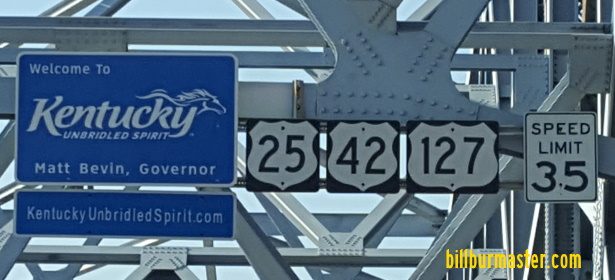 Welcome To
Kentucky
UNBRIDLED SPIRIT
Matt Bevin, Governor
KentuckyUnbridledSpirit.com
25
42
127
SPEED
LIMIT
35
billburmaster.com